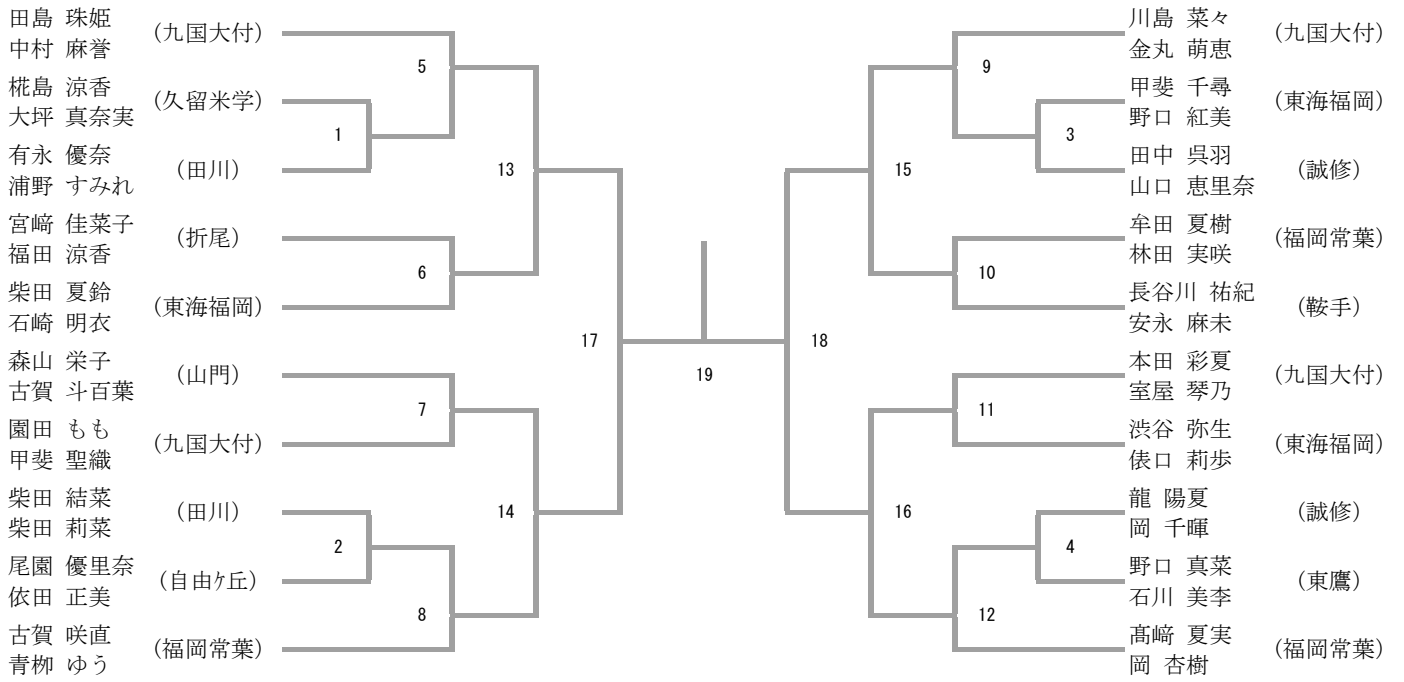 田島 珠姫
中村 麻誉
(九国大付)
椛島 涼香
大坪 真奈実
(久留米学)
有永 優奈
浦野 すみれ
(田川)
宮﨑 佳菜子
福田 涼香
(折尾)
柴田 夏鈴
石崎 明衣
(東海福岡)
森山 栄子
古賀 斗百葉
(山門)
園田 もも
甲斐 聖織
(九国大付)
柴田 結菜
柴田 莉菜
(田川)
尾園 優里奈
依田 正美
(自由ケ丘)
古賀 咲直
青栁 ゆう
(福岡常葉)
5
1
13
6
17
7
14
2
8
19
川島 菜々
金丸 萌恵
(九国大付)
甲斐 千尋
野口 紅美
(東海福岡)
田中 呉羽
山口 恵里奈
(誠修)
牟田 夏樹
林田 実咲
(福岡常葉)
長谷川 祐紀
安永 麻未
(鞍手)
本田 彩夏
室屋 琴乃
(九国大付)
渋谷 弥生
俵口 莉歩
(東海福岡)
龍 陽夏
岡 千暉
(誠修)
野口 真菜
石川 美李
(東鷹)
髙﨑 夏実
岡 杏樹
(福岡常葉)
9
3
15
10
18
11
16
4
12